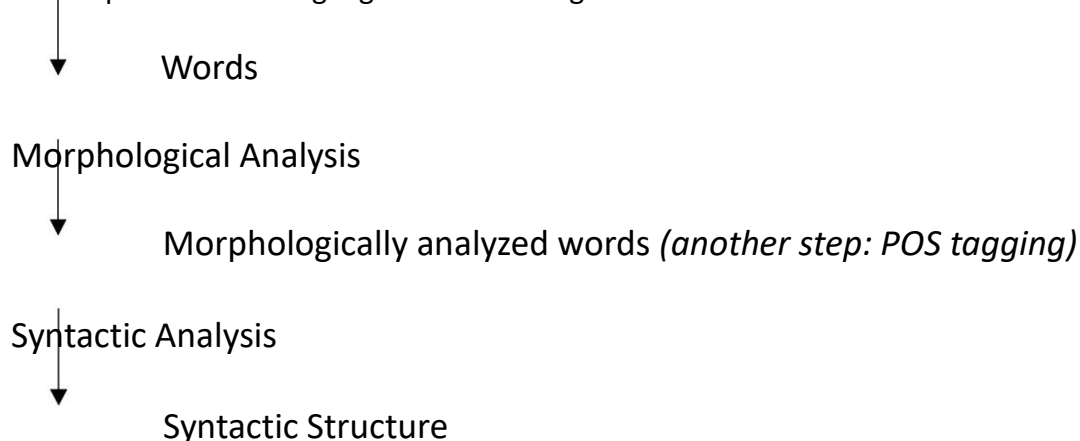 Words
Morphological Analysis
Morphologically analyzed words (another step: POS tagging)
Syntactic Analysis
Syntactic Structure